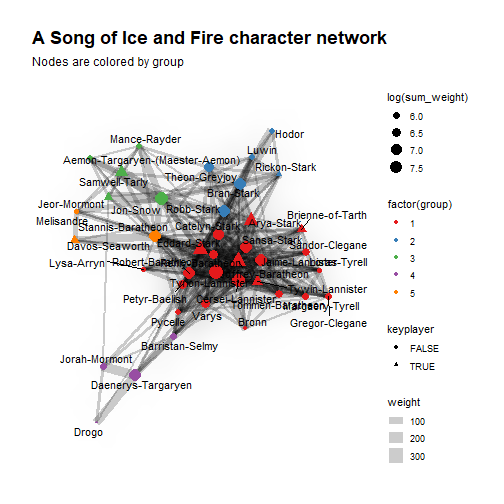 A Song of Ice and Fire character network
Nodes are colored by group
Hodor
Mance-Rayder
Luwin
Aemon-Targaryen-(Maester-Aemon)
Rickon-Stark
Theon-Greyjoy
Samwell-Tarly
Bran-Stark
Jeor-Mormont
Jon-Snow
Robb-Stark
Brienne-of-Tarth
Melisandre
Arya-Stark
Stannis-Baratheon
Catelyn-Stark
Davos-Seaworth
Eddard-Stark
Sansa-Stark
Sandor-Clegane
Lysa-Arryn
Robert-Baratheon
Jaime-Lannister
Loras-Tyrell
Joffrey-Baratheon
Tyrion-Lannister
Tywin-Lannister
Petyr-Baelish
Cersei-Lannister
Tommen-Baratheon
Margaery-Tyrell
Pycelle
Varys
Bronn
Gregor-Clegane
Barristan-Selmy
Jorah-Mormont
Daenerys-Targaryen
Drogo
log(sum_weight)
6.0
6.5
7.0
7.5
factor(group)
1
2
3
4
5
keyplayer
FALSE
TRUE
weight
100
200
300